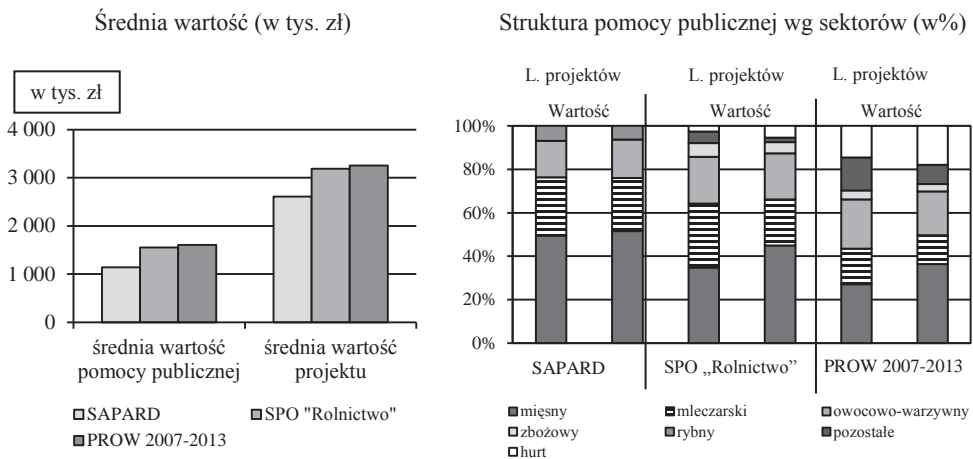 Średnia wartość (w tys. zł)
w tys. zł
4 000
3 000
2 000
1 000
0
średnia wartość
pomocy publicznej
średnia wartość
projektu
SAPARD
SPO "Rolnictwo"
PROW 2007-2013
Struktura pomocy publicznej wg sektorów (w%)
L. projektów
L. projektów
L. projektów
Wartość
Wartość
Wartość
100%
80%
60%
40%
20%
0%
SAPARD
SPO „Rolnictwo”
PROW 2007-2013
mięsny
mleczarski
owocowo-warzywny
zbożowy
rybny
pozostałe
hurt